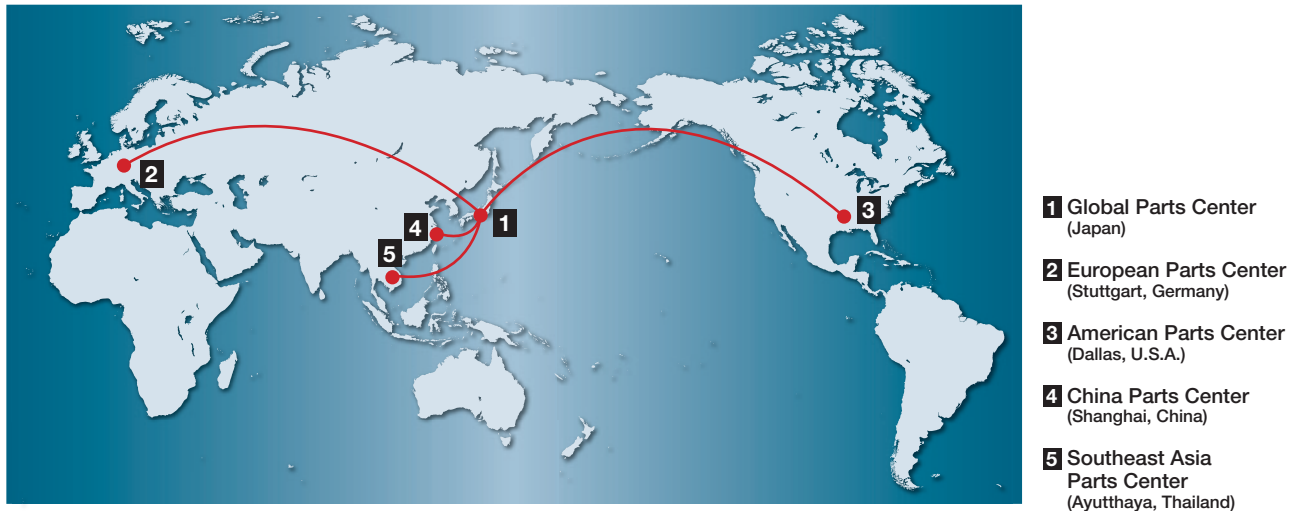 2
4
5
1
3
1 Global Parts Center
(Japan)
2 European Parts Center
(Stuttgart, Germany)
3 American Parts Center
(Dallas, U.S.A.)
4 China Parts Center
(Shanghai, China)
5 Southeast Asia
Parts Center
(Ayutthaya, Thailand)